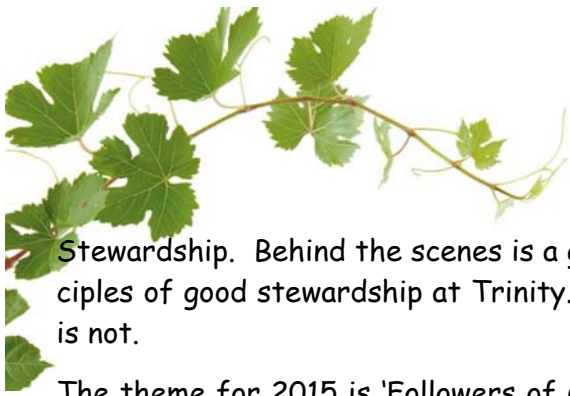 Stewardship.  Behind the scenes is a
ciples of good stewardship at Trinity.
is not.
The theme for 2015 is 'Followers of